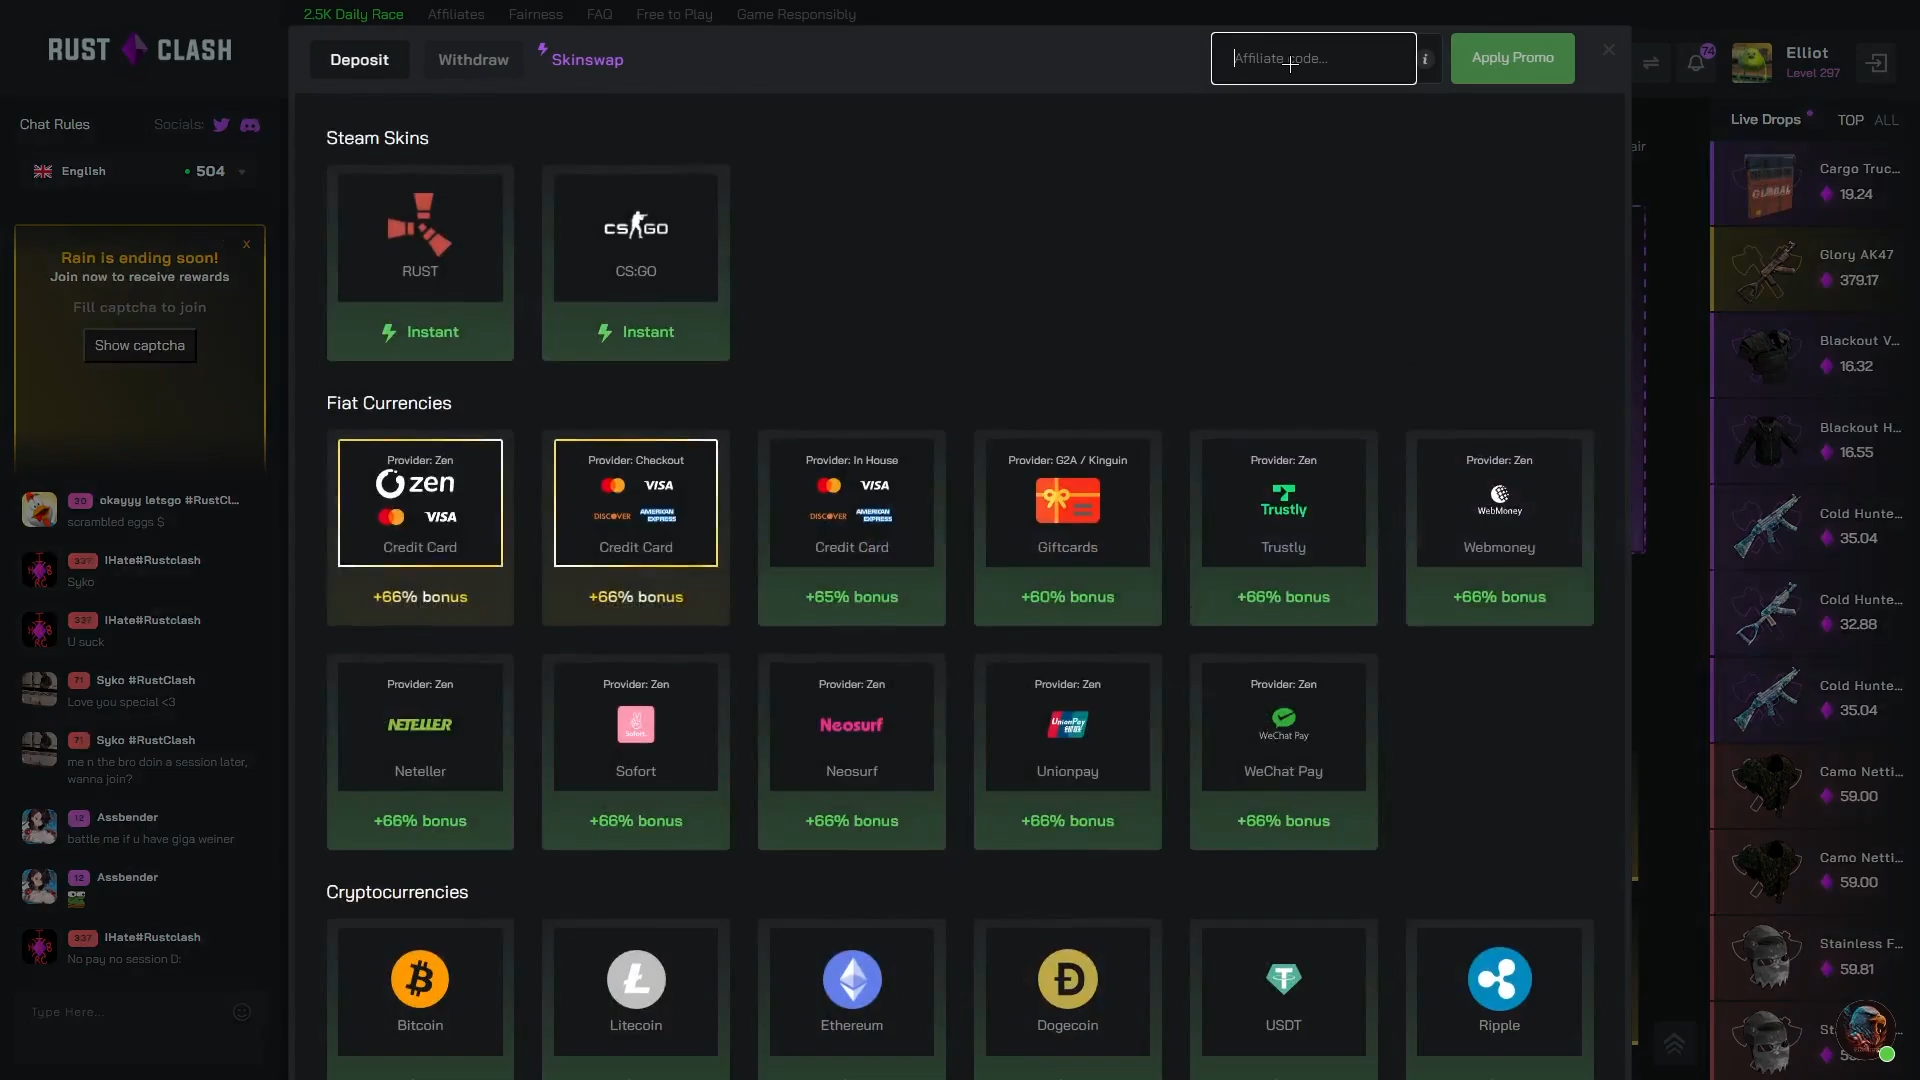 2.5K Daily Race Affiliates Fairness FAQ Free to Play Game Responsibly
RUST CLASH
Deposit Withdraw Skinswap
Affiliate code...
i
Apply Promo
74
Elliot
Level 297
Chat Rules Socials:
English 504
Live Drops TOP ALL
Rain is ending soon!
x
Join now to receive rewards
Fill captcha to join
Show captcha
30 okayyy letsgo #RustCl...
scrambled eggs $
337 IHate#Rustclash
Syko
337 IHate#Rustclash
U suck
71 Syko #RustClash
Love you special <3
71 Syko #RustClash
me n the bro doin a session later,
wanna join?
12 Assbender
battle me if u have giga weiner
12 Assbender
337 IHate#Rustclash
No pay no session D:
Type Here...
Steam Skins
RUST
Instant
CS:GO
CS:GO
Instant
Fiat Currencies
Provider: Zen
zen
VISA
Credit Card
+66% bonus
Provider: Checkout
VISA
DISCOVER AMERICAN EXPRESS
Credit Card
+66% bonus
Provider: In House
VISA
DISCOVER AMERICAN EXPRESS
Credit Card
+65% bonus
Provider: G2A / Kinguin
Giftcards
+60% bonus
Provider: Zen
Trustly
Trustly
+66% bonus
Provider: Zen
WebMoney
Webmoney
+66% bonus
Provider: Zen
NETELLER
Neteller
+66% bonus
Provider: Zen
Sofort.
Sofort
+66% bonus
Provider: Zen
Neosurf
Neosurf
+66% bonus
Provider: Zen
UnionPay
Unionpay
+66% bonus
Provider: Zen
WeChat Pay
WeChat Pay
+66% bonus
Cryptocurrencies
Bitcoin
Litecoin
Ethereum
Dogecoin
USDT
Ripple
Cargo Truc...
19.24
Glory AK47
379.17
Blackout V...
16.32
Blackout H...
16.55
Cold Hunte...
35.04
Cold Hunte...
32.88
Cold Hunte...
35.04
Camo Netti...
59.00
Camo Netti...
59.00
Stainless F...
59.81